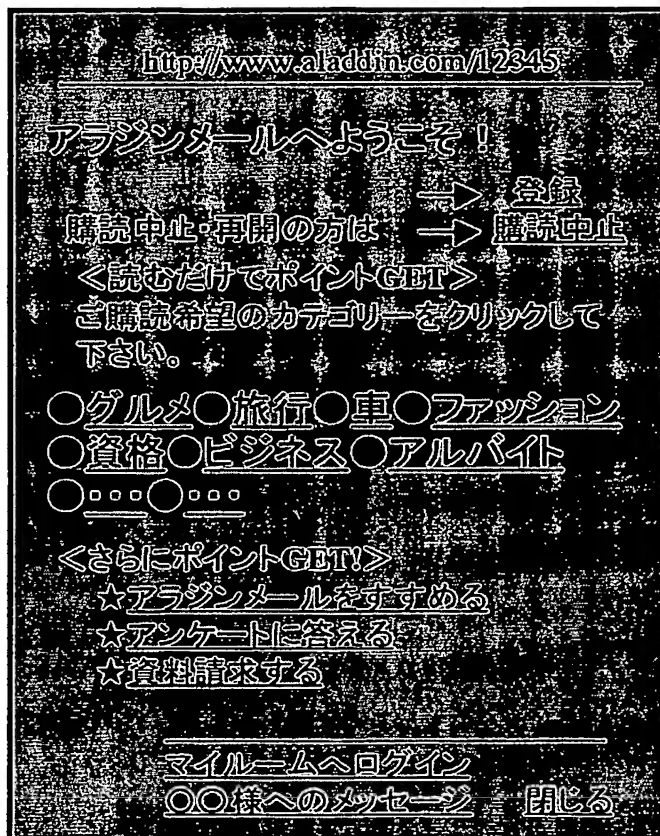 http://www.aladdin.com/12345
アラジンメールへようこそ！
→ 登録
購読中止・再開の方は → 購読中止
＜読むだけでポイントGET＞
ご購読希望のカテゴリーをクリックして
下さい。
○グルメ○旅行○車○ファッション
○資格○ビジネス○アルバイト
○・・・○・・・
＜さらにポイントGET!＞
★アラジンメールをすすめる
★アンケートに答える
★資料請求する
マイルームへログイン
○○様へのメッセージ 閉じる